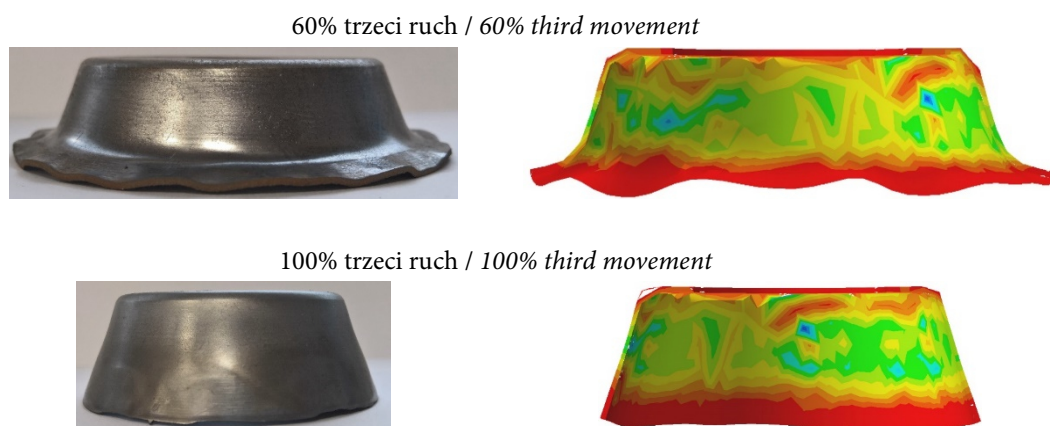 60% trzeci ruch / 60% third movement
100% trzeci ruch / 100% third movement